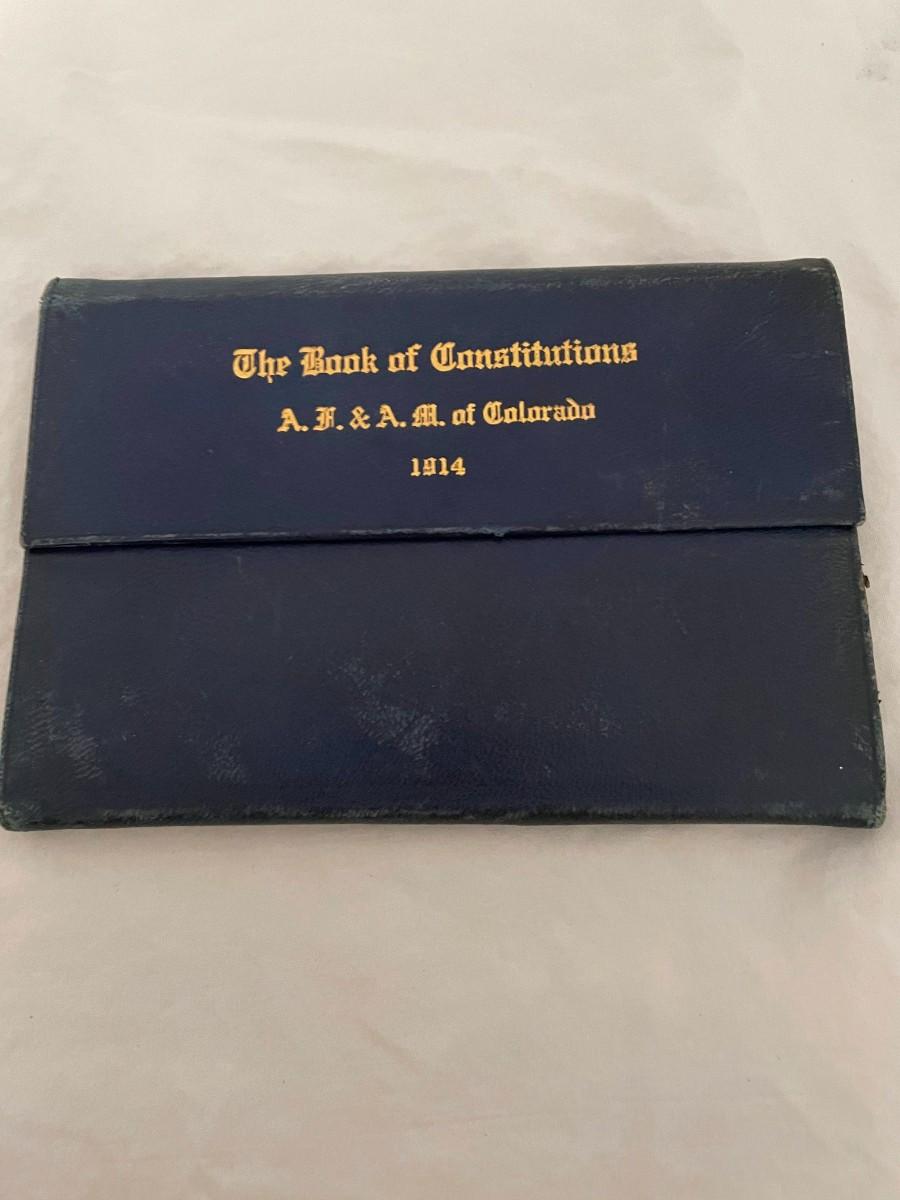 The Book of Constitutions
A. F. & A. M. of Colorado
1914